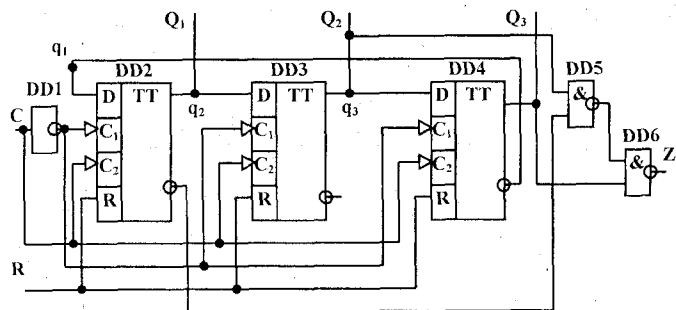 Q₁ Q₂ Q₃
q₁
DD1 DD2 DD3 DD4 DD5
D TT D TT D TT &
C q₂ q₃
C₁ C₁ C₁
DD6
C₂ C₂ C₂ &
Z
R R R
R